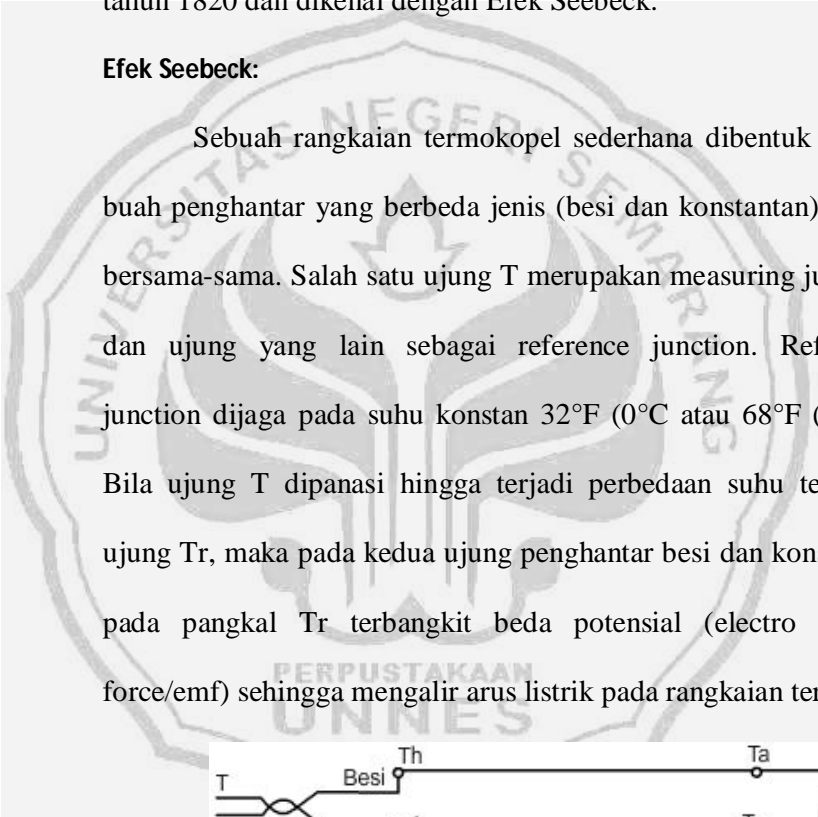 tahun 1820 dan dikenal dengan Efek Seebeck.
Efek Seebeck:
Sebuah rangkaian termokopel sederhana dibentuk
buah penghantar yang berbeda jenis (besi dan konstantan)
bersama-sama. Salah satu ujung T merupakan measuring ju
dan ujung yang lain sebagai reference junction. Ref
junction dijaga pada suhu konstan 32°F (0°C atau 68°F (
Bila ujung T dipanasi hingga terjadi perbedaan suhu te
ujung Tr, maka pada kedua ujung penghantar besi dan kon
pada pangkal Tr terbangkit beda potensial (electro
force/emf) sehingga mengalir arus listrik pada rangkaian ter
UNIVERSITAS NEGERI SEMARANG
PERPUSTAKAAN
UNNES
Th Ta
T Besi